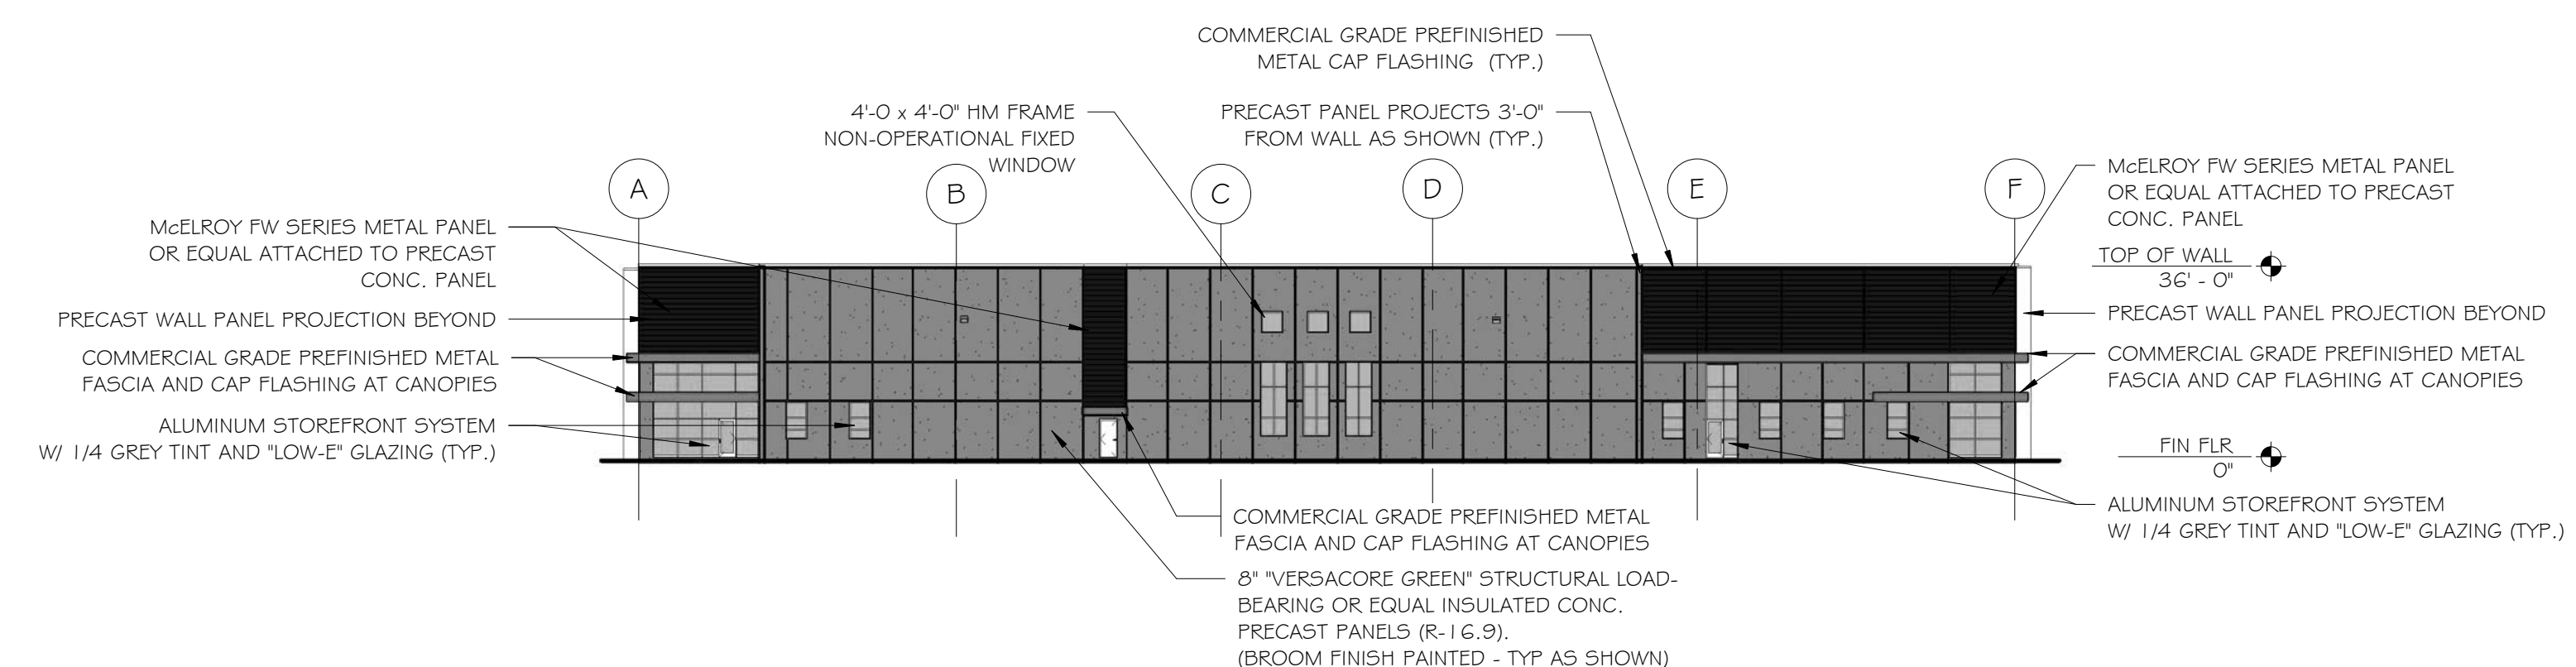 COMMERCIAL GRADE PREFINISHED
METAL CAP FLASHING (TYP.)
4'-0 x 4'-0" HM FRAME
NON-OPERATIONAL FIXED
WINDOW
PRECAST PANEL PROJECTS 3'-0"
FROM WALL AS SHOWN (TYP.)
A
B
C
D
E
F
McELROY FW SERIES METAL PANEL
OR EQUAL ATTACHED TO PRECAST
CONC. PANEL
PRECAST WALL PANEL PROJECTION BEYOND
COMMERCIAL GRADE PREFINISHED METAL
FASCIA AND CAP FLASHING AT CANOPIES
ALUMINUM STOREFRONT SYSTEM
W/ 1/4 GREY TINT AND "LOW-E" GLAZING (TYP.)
McELROY FW SERIES METAL PANEL
OR EQUAL ATTACHED TO PRECAST
CONC. PANEL
TOP OF WALL
36' - 0"
PRECAST WALL PANEL PROJECTION BEYOND
COMMERCIAL GRADE PREFINISHED METAL
FASCIA AND CAP FLASHING AT CANOPIES
FIN FLR
0"
ALUMINUM STOREFRONT SYSTEM
W/ 1/4 GREY TINT AND "LOW-E" GLAZING (TYP.)
COMMERCIAL GRADE PREFINISHED METAL
FASCIA AND CAP FLASHING AT CANOPIES
8" "VERSACORE GREEN" STRUCTURAL LOAD-
BEARING OR EQUAL INSULATED CONC.
PRECAST PANELS (R-16.9).
(BROOM FINISH PAINTED - TYP AS SHOWN)